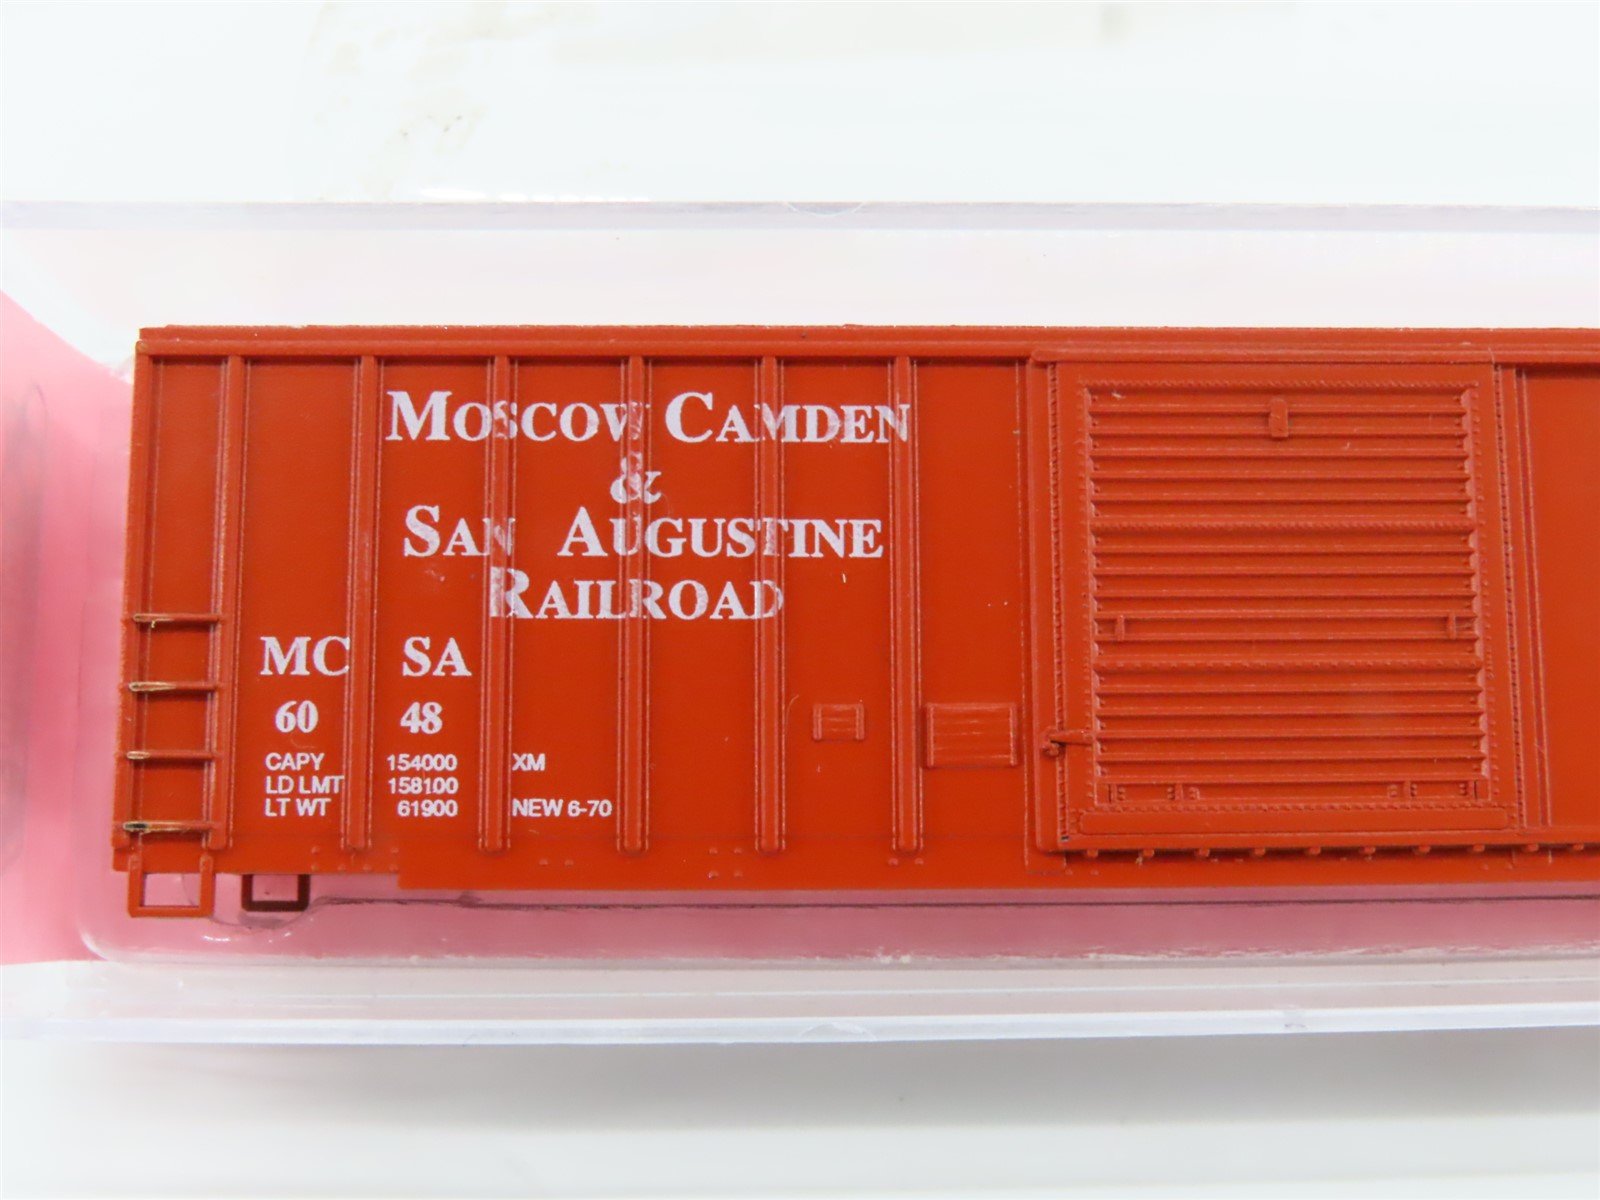 MOSCOW CAMDEN
&
SAN AUGUSTINE
RAILROAD
MC SA
60 48
CAPY 154000 XM
LD LMT 158100
LT WT 61900 NEW 6-70